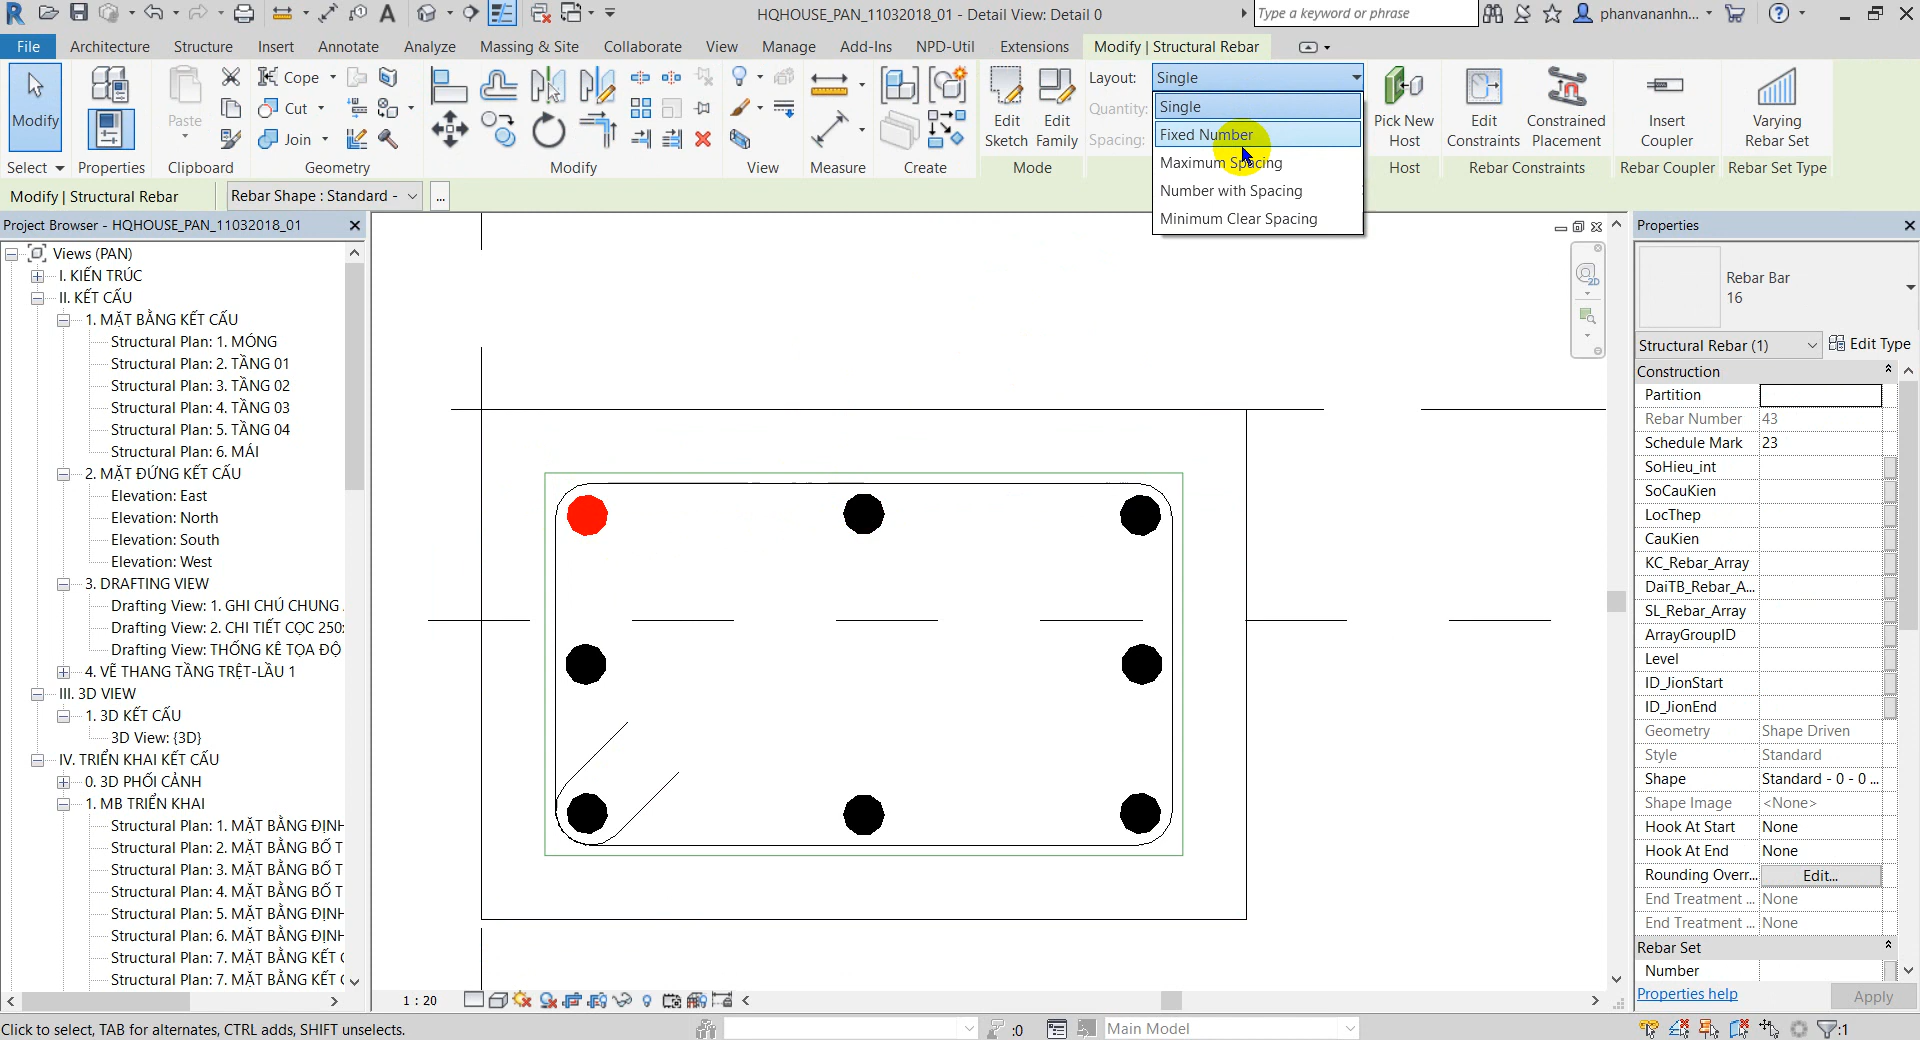 HQHOUSE_PAN_11032018_01 - Detail View: Detail 0
Type a keyword or phrase
phanvananhn...
File Architecture Structure Insert Annotate Analyze Massing & Site Collaborate View Manage Add-Ins NPD-Util Extensions Modify | Structural Rebar
Modify
Paste
Cope
Cut
Join
Edit Sketch
Edit Family
Layout: Single
Quantity:
Spacing:
Single
Fixed Number
Maximum Spacing
Number with Spacing
Minimum Clear Spacing
Pick New Host
Edit Constraints
Constrained Placement
Insert Coupler
Varying Rebar Set
Select Properties Clipboard Geometry Modify View Measure Create Mode Host Rebar Constraints Rebar Coupler Rebar Set Type
Modify | Structural Rebar
Rebar Shape : Standard -
...
Project Browser - HQHOUSE_PAN_11032018_01
Views (PAN)
I. KIẾN TRÚC
II. KẾT CẤU
1. MẶT BẰNG KẾT CẤU
Structural Plan: 1. MÓNG
Structural Plan: 2. TẦNG 01
Structural Plan: 3. TẦNG 02
Structural Plan: 4. TẦNG 03
Structural Plan: 5. TẦNG 04
Structural Plan: 6. MÁI
2. MẶT ĐỨNG KẾT CẤU
Elevation: East
Elevation: North
Elevation: South
Elevation: West
3. DRAFTING VIEW
Drafting View: 1. GHI CHÚ CHUNG
Drafting View: 2. CHI TIẾT CỌC 250
Drafting View: THỐNG KÊ TỌA ĐỘ
4. VẼ THANG TẦNG TRỆT-LẦU 1
III. 3D VIEW
1. 3D KẾT CẤU
3D View: {3D}
IV. TRIỂN KHAI KẾT CẤU
0. 3D PHỐI CẢNH
1. MB TRIỂN KHAI
Structural Plan: 1. MẶT BẰNG ĐỊNH
Structural Plan: 2. MẶT BẰNG BỐ T
Structural Plan: 3. MẶT BẰNG BỐ T
Structural Plan: 4. MẶT BẰNG BỐ T
Structural Plan: 5. MẶT BẰNG ĐỊNH
Structural Plan: 6. MẶT BẰNG ĐỊNH
Structural Plan: 7. MẶT BẰNG KẾT
Structural Plan: 7. MẶT BẰNG KẾT
2D
Properties
Rebar Bar
16
Structural Rebar (1)
Edit Type
Construction
Partition
Rebar Number 43
Schedule Mark 23
SoHieu_int
SoCauKien
LocThep
CauKien
KC_Rebar_Array
DaiTB_Rebar_A...
SL_Rebar_Array
ArrayGroupID
Level
ID_JionStart
ID_JionEnd
Geometry Shape Driven
Style Standard
Shape Standard - 0 - 0 ...
Shape Image <None>
Hook At Start None
Hook At End None
Rounding Overr... Edit...
End Treatment ... None
End Treatment ... None
Rebar Set
Number
Properties help
Apply
1 : 20
Click to select, TAB for alternates, CTRL adds, SHIFT unselects.
:0
Main Model
:1